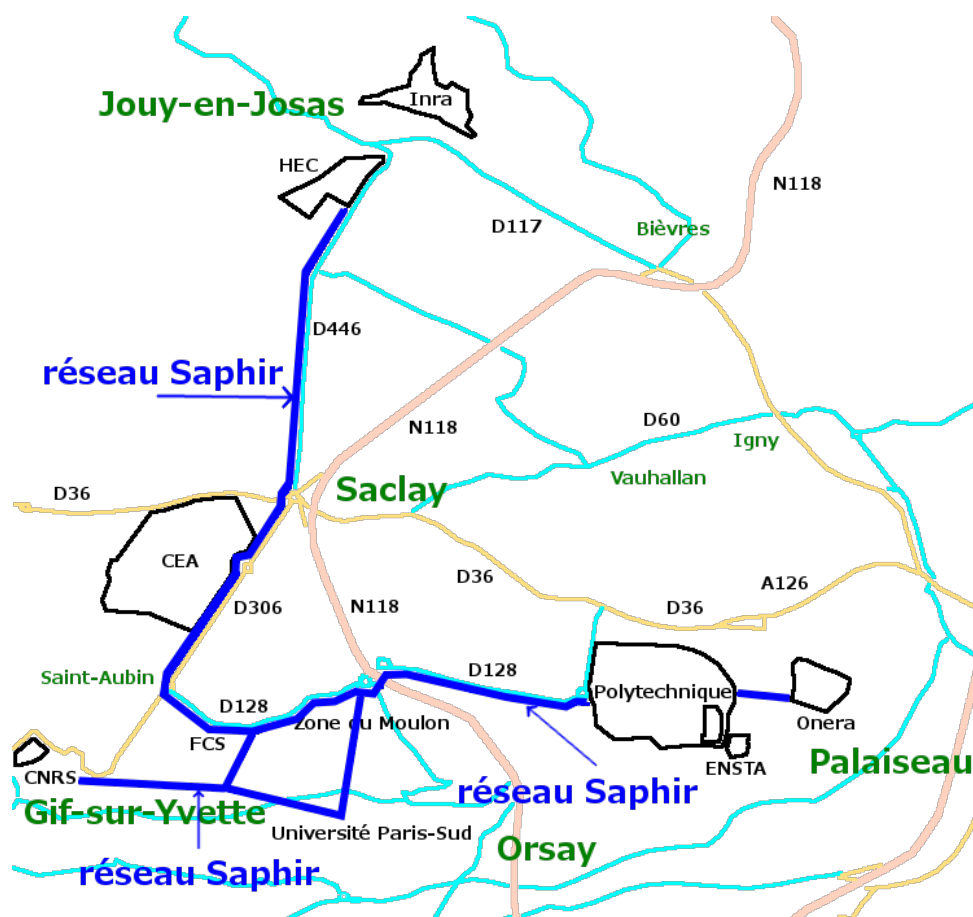 Inra
Jouy-en-Josas
HEC
N118
D117
Bièvres
D446
réseau Saphir
N118
D60
Igny
Vauhallan
D36
Saclay
CEA
D36
A126
D306
N118
D36
Saint-Aubin
D128
Polytechnique
D128
Zone du Moulon
Onera
FCS
CNRS
ENSTA
Palaiseau
réseau Saphir
Gif-sur-Yvette
Université Paris-Sud
Orsay
réseau Saphir